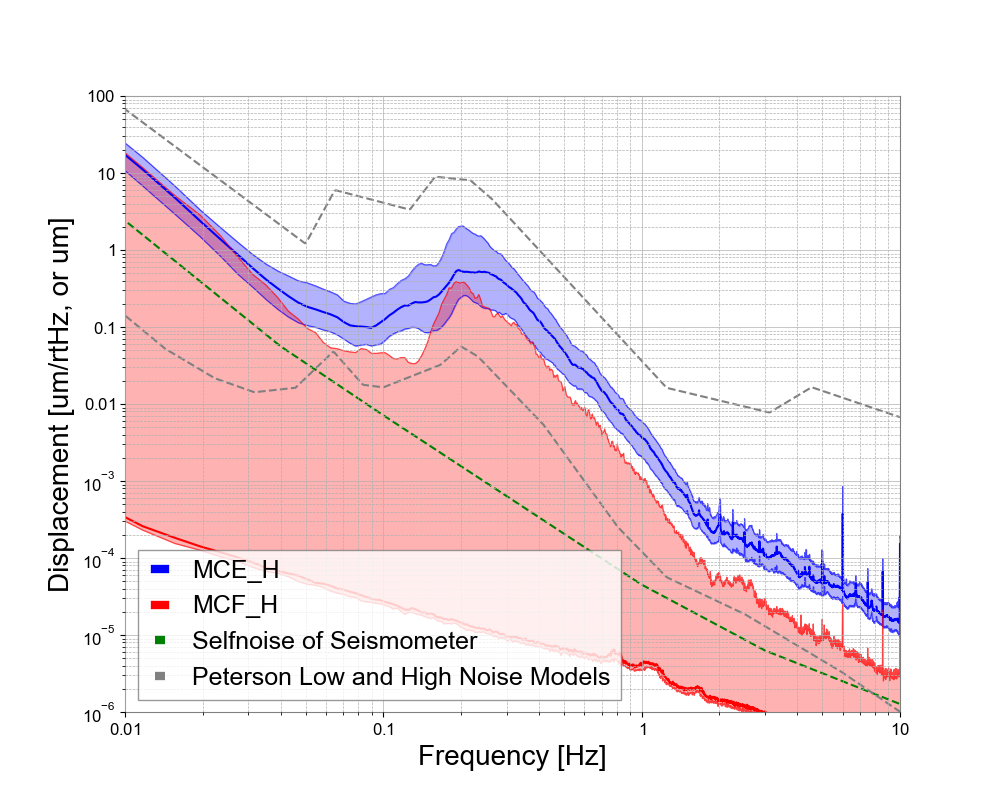 100
10
1
0.1
0.01
10⁻³
10⁻⁴
10⁻⁵
10⁻⁶
Displacement [um/rtHz, or um]
MCE_H
MCF_H
Selfnoise of Seismometer
Peterson Low and High Noise Models
0.01 0.1 1 10
Frequency [Hz]